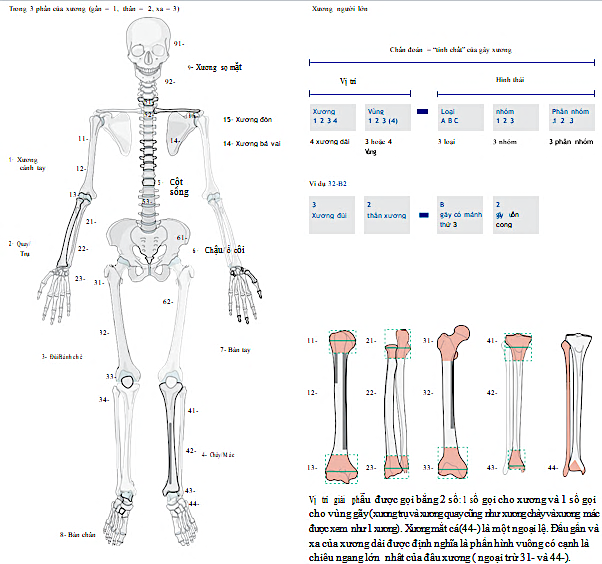 Trong 3 phần của xương (gần = 1, thân = 2, xa = 3)
91-
9- Xương sọ mặt
92-
52-
15- Xương đòn
11-
14-
14- Xương bả vai
1- Xương
cánh tay
12-
5
Cột
sống
13-
53-
21-
61-
2 Quay/
Trụ
22-
6 Chậu ổ cối
23-
31-
62-
32-
7- Bàn tay
3- Đùi/Bánh chè
33-
34-
41-
42-
4- Chày/Mác
43-
44-
8- Bàn chân
Xương người lớn
Chẩn đoán = "tính chất" của gãy xương
Vị trí
Hình thái
Xương
1 2 3 4
Vùng
1 2 3 (4)
Loại
A B C
nhóm
1 2 3
Phân nhóm
.1 .2 .3
4 xương dài
3 hoặc 4
Vùng
3 loại
3 nhóm
3 phân nhóm
Ví dụ 32-B2
3
Xương đùi
2
thân xương
B
gãy có mảnh
thứ 3
2
gãy uốn
cong
11-
21-
31-
41-
12-
22-
32-
42-
13-
23-
33-
43-
44-
Vị trí giải phẫu được gọi bằng 2 số: 1 số gọi cho xương và 1 số gọi
cho vùng gãy (xương trụ và xương quay cũng như xương chày và xương mác
được xem như 1 xương). Xương mắt cá (44-) là một ngoại lệ. Đầu gần và
xa của xương dài được định nghĩa là phần hình vuông có cạnh là
chiều ngang lớn nhất của đầu xương ( ngoại trừ 31- và 44-).